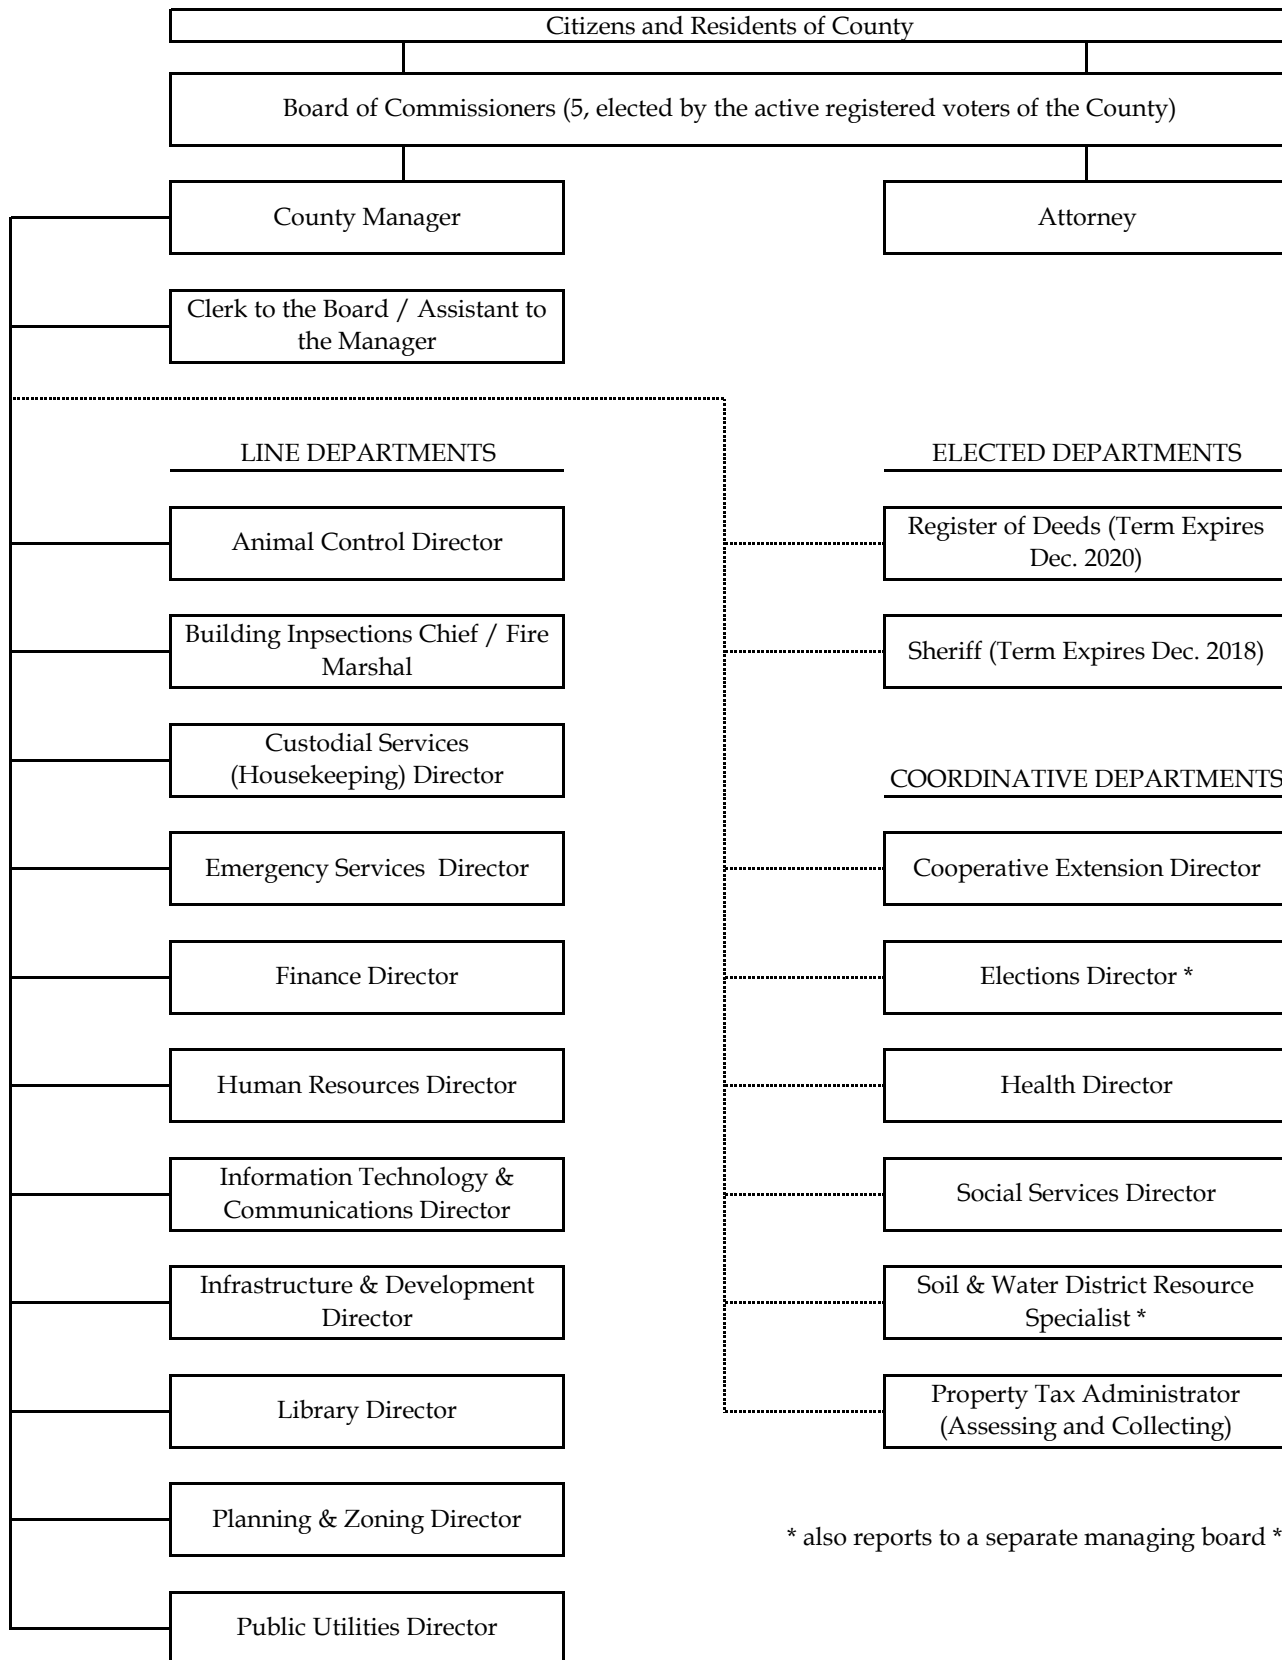 Citizens and Residents of County
Board of Commissioners (5, elected by the active registered voters of the County)
County Manager
Attorney
Clerk to the Board / Assistant to
the Manager
LINE DEPARTMENTS
Animal Control Director
Building Inpsections Chief / Fire
Marshal
Custodial Services
(Housekeeping) Director
Emergency Services  Director
Finance Director
Human Resources Director
Information Technology &
Communications Director
Infrastructure & Development
Director
Library Director
Planning & Zoning Director
Public Utilities Director
ELECTED DEPARTMENTS
Register of Deeds (Term Expires
Dec. 2020)
Sheriff (Term Expires Dec. 2018)
COORDINATIVE DEPARTMENTS
Cooperative Extension Director
Elections Director *
Health Director
Social Services Director
Soil & Water District Resource
Specialist *
Property Tax Administrator
(Assessing and Collecting)
* also reports to a separate managing board *